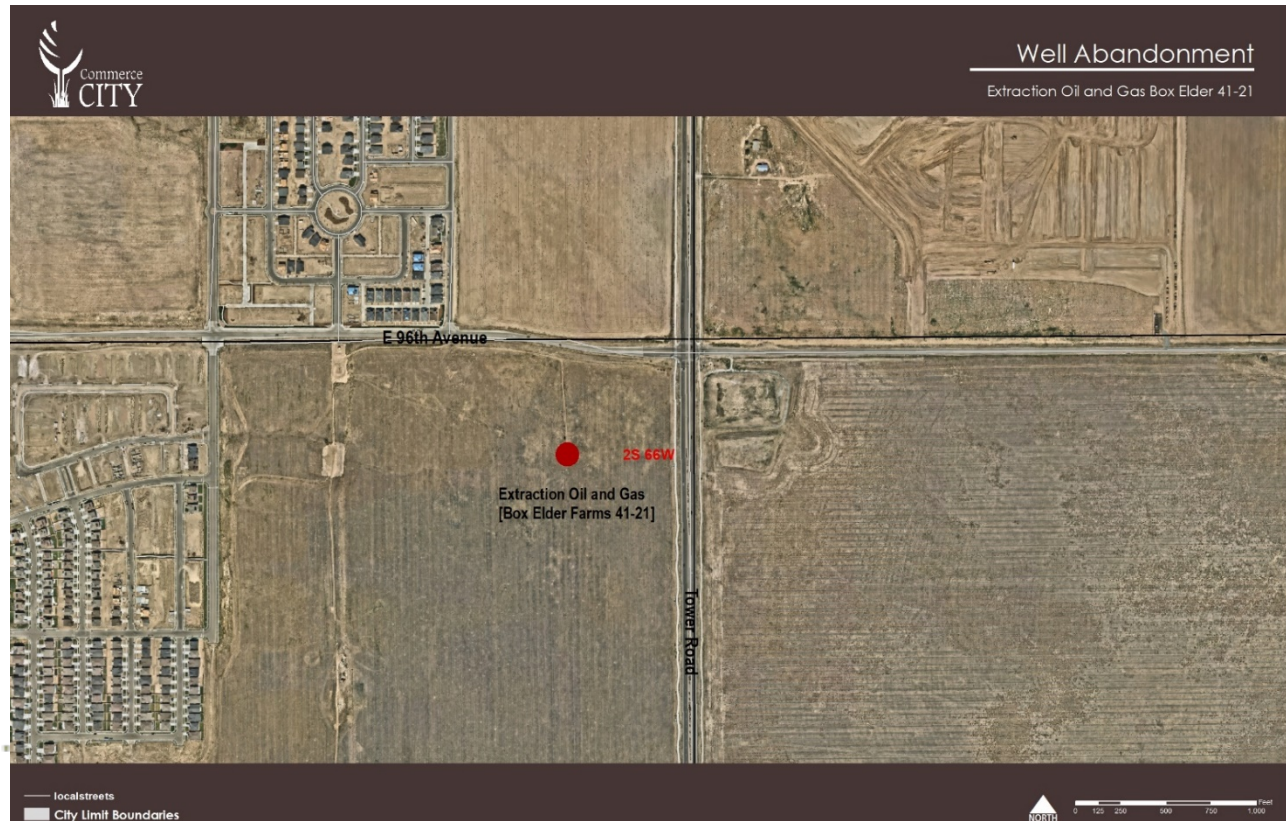 Commerce
CITY
Well Abandonment
Extraction Oil and Gas Box Elder 41-21
E 96th Avenue
2S 66W
Extraction Oil and Gas
[Box Elder Farms 41-21]
Tower Road
localstreets
City Limit Boundaries
NORTH
Feet
0 125 250 500 750 1,000